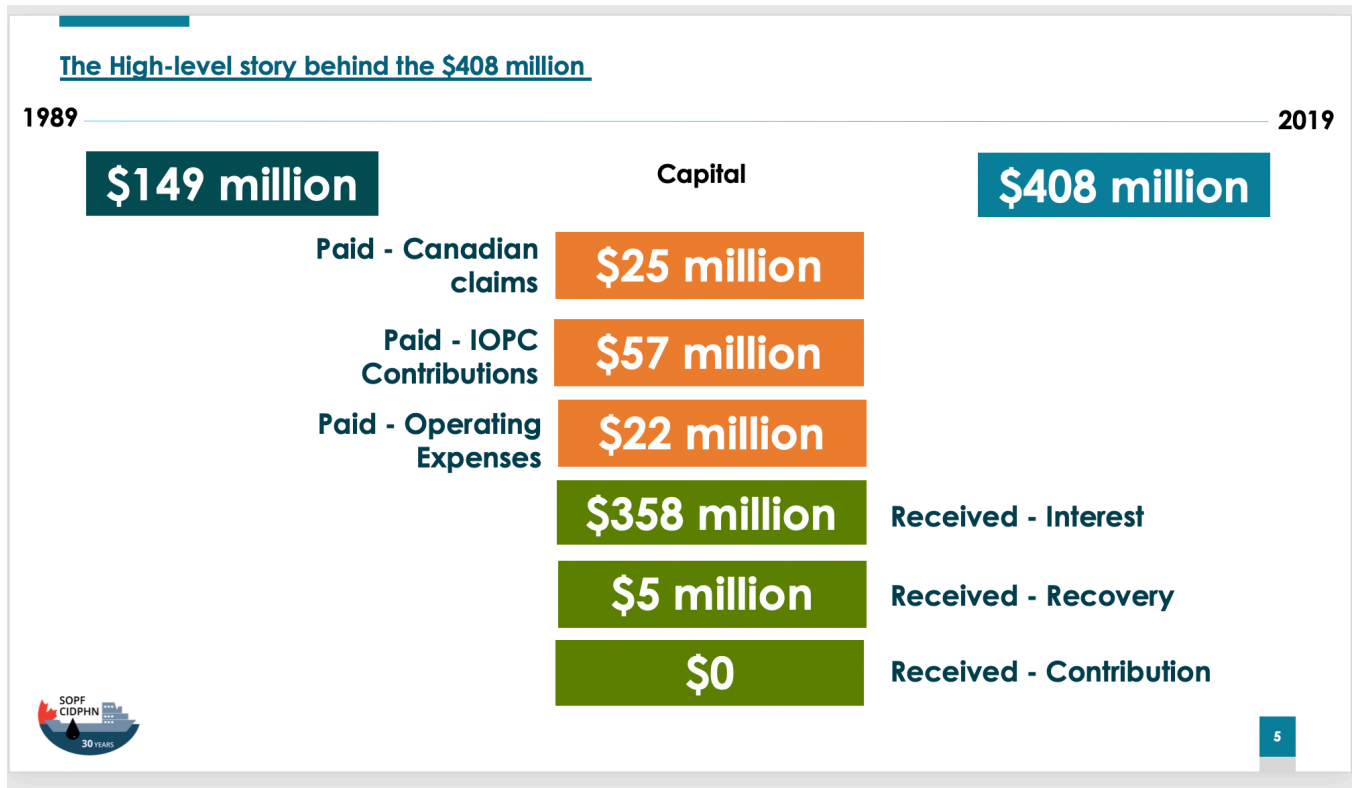 The High-level story behind the $408 million
1989
2019
$149 million
Capital
$408 million
Paid - Canadian
claims
$25 million
Paid - IOPC
Contributions
$57 million
Paid - Operating
Expenses
$22 million
$358 million
Received - Interest
$5 million
Received - Recovery
$0
Received - Contribution
SOPF
CIDPHN
30 YEARS
5